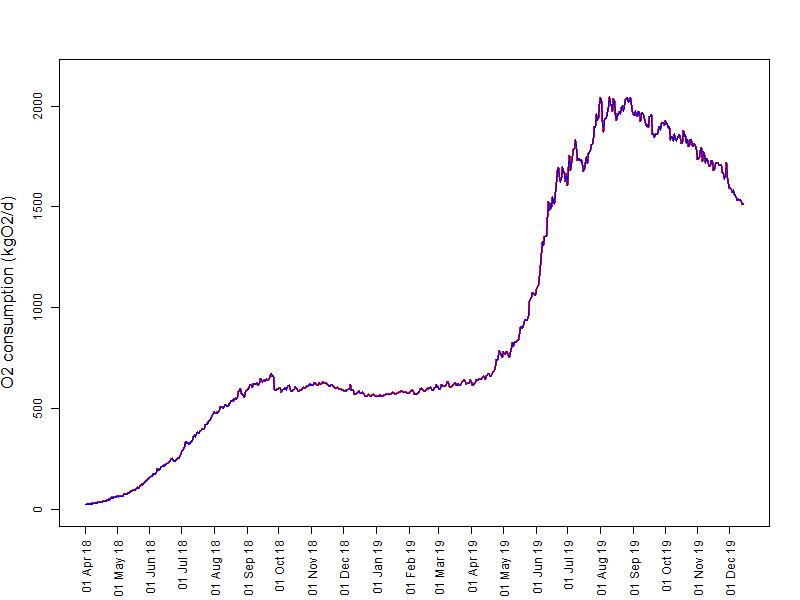 O2 consumption (kgO2/d)
2000
1500
1000
500
0
01 Apr 18
01 May 18
01 Jun 18
01 Jul 18
01 Aug 18
01 Sep 18
01 Oct 18
01 Nov 18
01 Dec 18
01 Jan 19
01 Feb 19
01 Mar 19
01 Apr 19
01 May 19
01 Jun 19
01 Jul 19
01 Aug 19
01 Sep 19
01 Oct 19
01 Nov 19
01 Dec 19